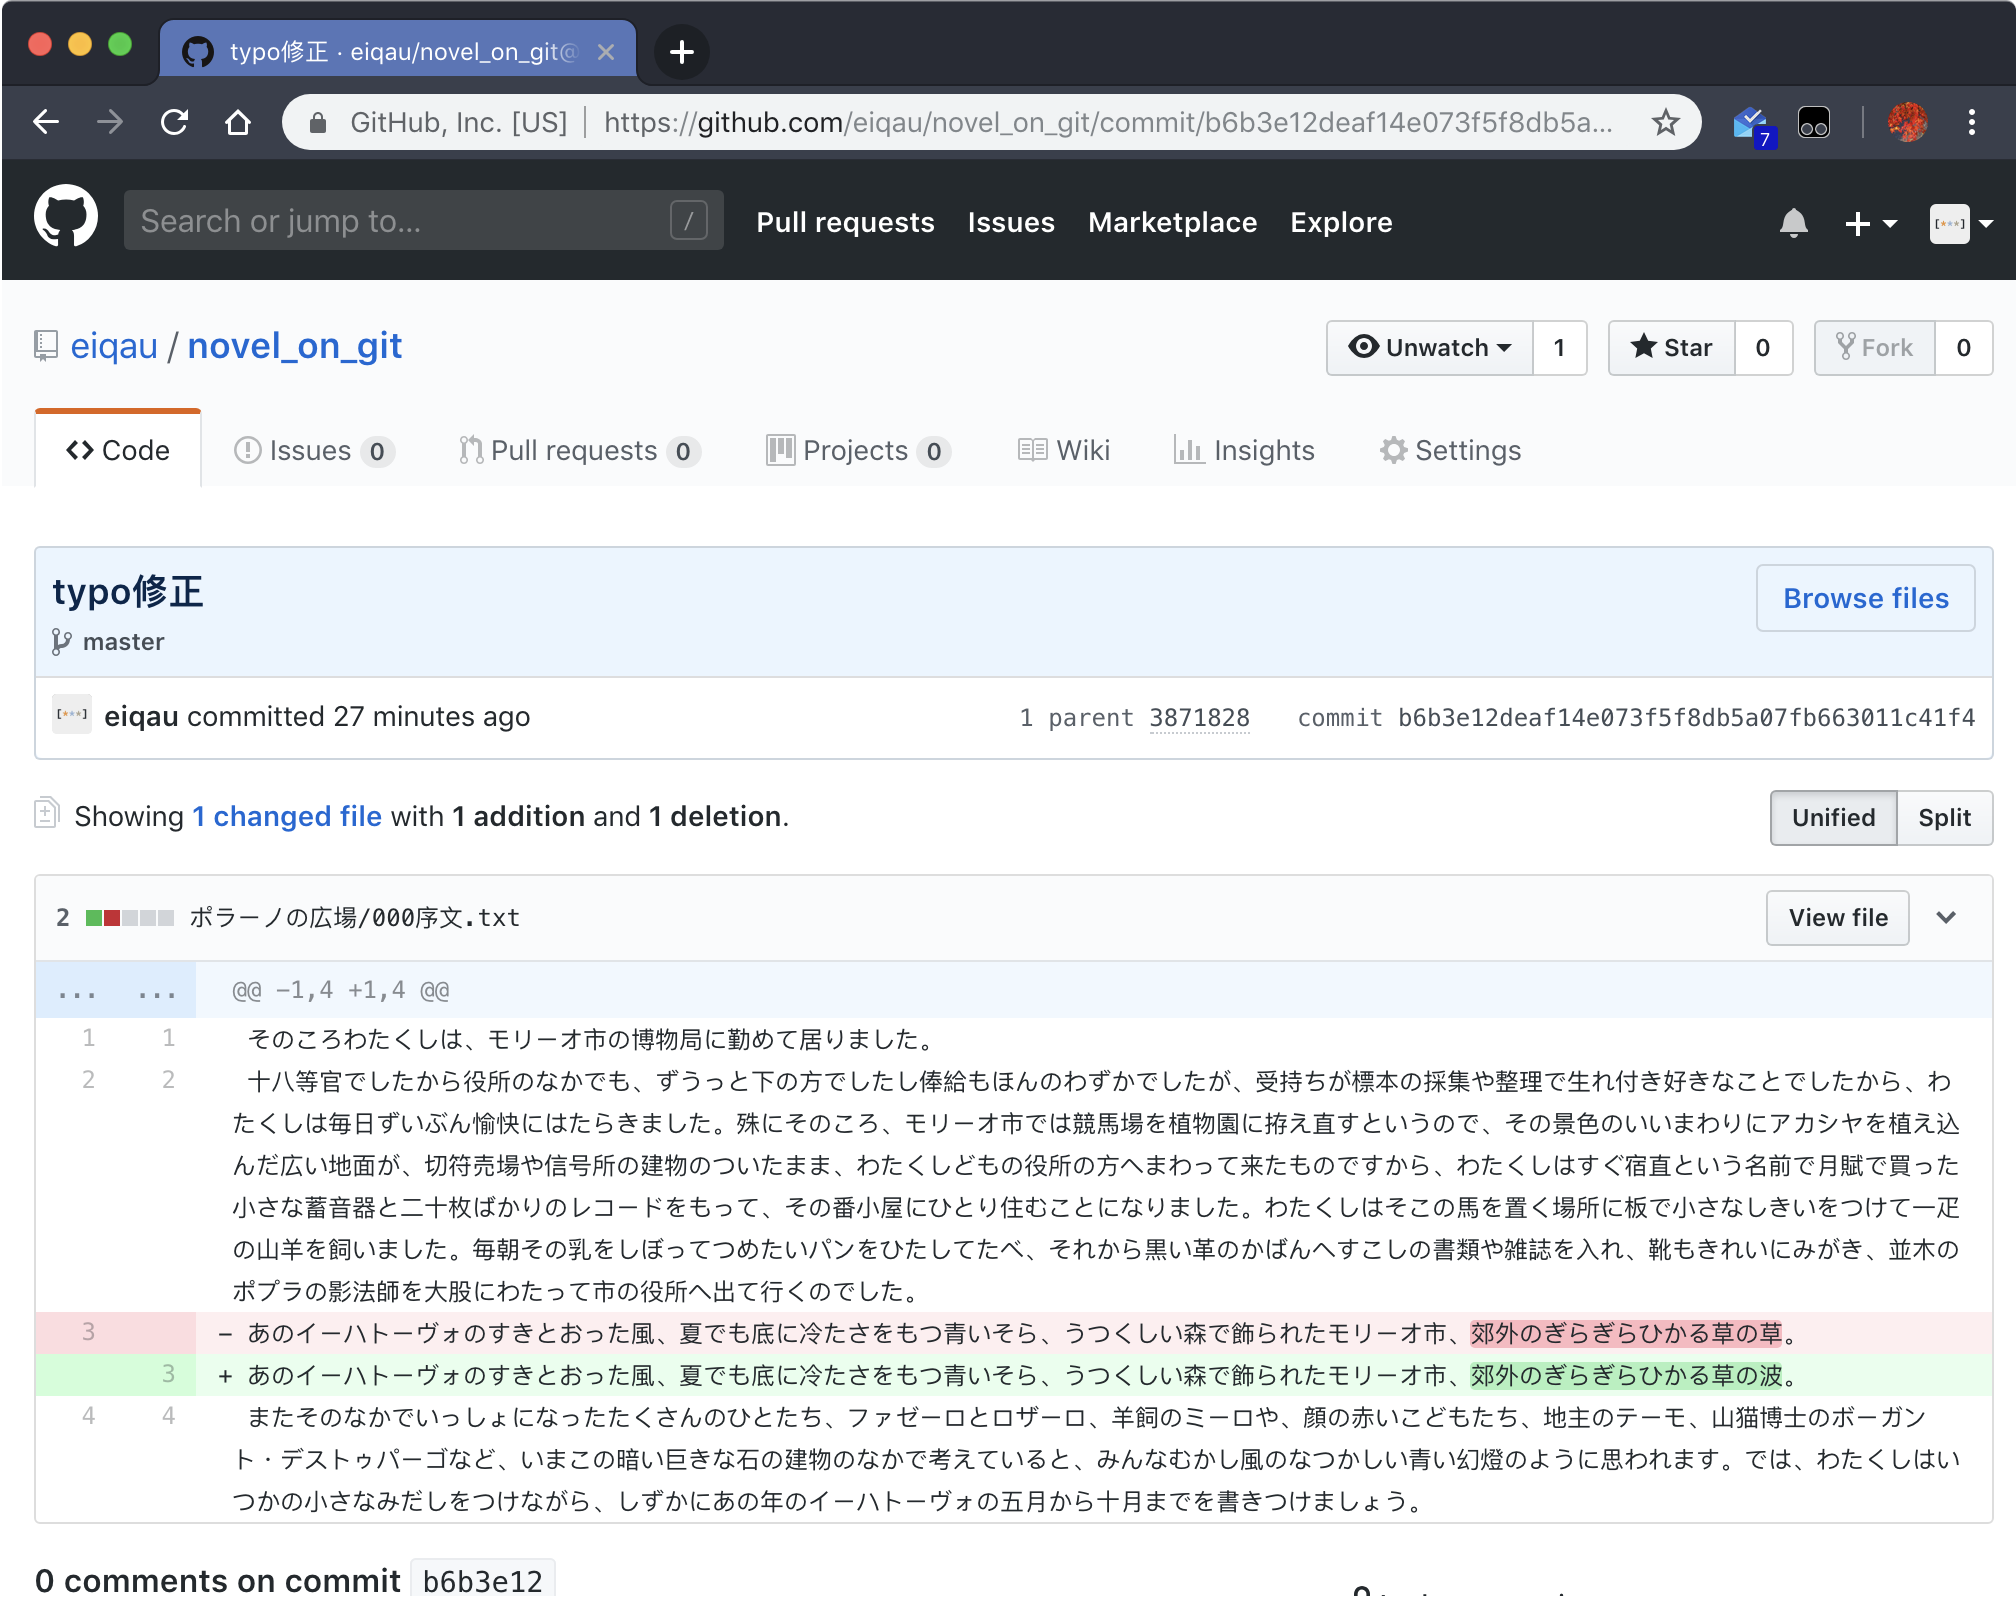 typo修正 · eiqau/novel_on_git@
GitHub, Inc. [US] https://github.com/eiqau/novel_on_git/commit/b6b3e12deaf14e073f5f8db5a...
7
Search or jump to... / Pull requests Issues Marketplace Explore [***]
eiqau / novel_on_git Unwatch 1 Star 0 Fork 0
Code Issues 0 Pull requests 0 Projects 0 Wiki Insights Settings
typo修正
Browse files
master
[***] eiqau committed 27 minutes ago 1 parent 3871828 commit b6b3e12deaf14e073f5f8db5a07fb663011c41f4
Showing 1 changed file with 1 addition and 1 deletion. Unified Split
2 ポラーノの広場/000序文.txt View file
... ... @@ -1,4 +1,4 @@
1 1 そのころわたくしは、モリーオ市の博物局に勤めて居りました。
2 2 十八等官でしたから役所のなかでも、ずうっと下の方でしたし俸給もほんのわずかでしたが、受持ちが標本の採集や整理で生れ付き好きなことでしたから、わ
たくしは毎日ずいぶん愉快にはたらきました。殊にそのころ、モリーオ市では競馬場を植物園に拵え直すというので、その景色のいいまわりにアカシヤを植え込
んだ広い地面が、切符売場や信号所の建物のついたまま、わたくしどもの役所の方へまわって来たものですから、わたくしはすぐ宿直という名前で月賦で買った
小さな蓄音器と二十枚ばかりのレコードをもって、その番小屋にひとり住むことになりました。わたくしはそこの馬を置く場所に板で小さなしきいをつけて一疋
の山羊を飼いました。毎朝その乳をしぼってつめたいパンをひたしてたべ、それから黒い革のかばんへすこしの書類や雑誌を入れ、靴もきれいにみがき、並木の
ポプラの影法師を大股にわたって市の役所へ出て行くのでした。
3 - あのイーハトーヴォのすきとおった風、夏でも底に冷たさをもつ青いそら、うつくしい森で飾られたモリーオ市、郊外のぎらぎらひかる草の草。
3 + あのイーハトーヴォのすきとおった風、夏でも底に冷たさをもつ青いそら、うつくしい森で飾られたモリーオ市、郊外のぎらぎらひかる草の波。
4 4 またそのなかでいっしょになったたくさんのひとたち、ファゼーロとロザーロ、羊飼のミーロや、顔の赤いこどもたち、地主のテーモ、山猫博士のボーガン
ト・デストゥパーゴなど、いまこの暗い巨きな石の建物のなかで考えていると、みんなむかし風のなつかしい青い幻燈のように思われます。では、わたくしはい
つかの小さなみだしをつけながら、しずかにあの年のイーハトーヴォの五月から十月までを書きつけましょう。
0 comments on commit b6b3e12